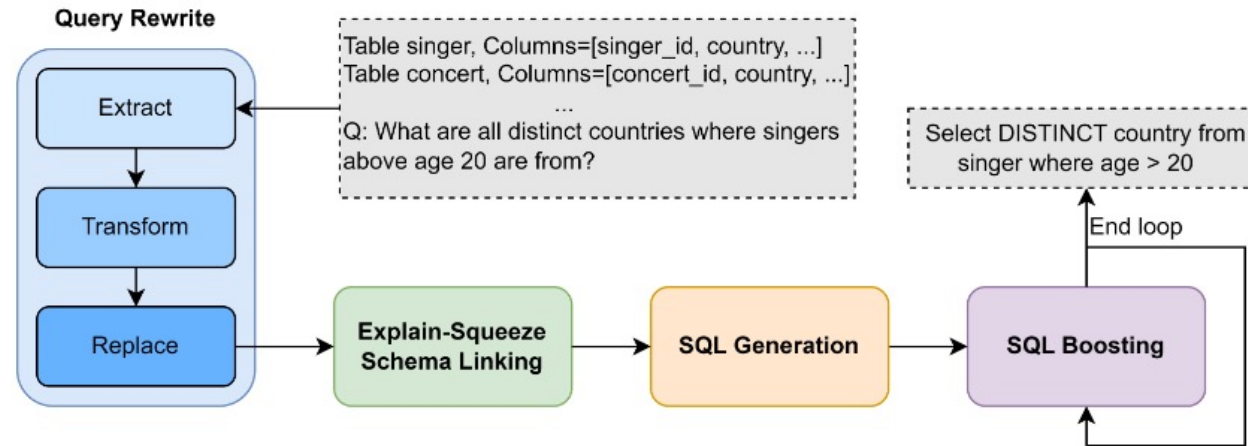 Query Rewrite
Extract
Transform
Replace
Table singer, Columns=[singer_id, country, ...]
Table concert, Columns=[concert_id, country, ...]
...
Q: What are all distinct countries where singers
above age 20 are from?
Explain-Squeeze
Schema Linking
SQL Generation
SQL Boosting
Select DISTINCT country from
singer where age > 20
End loop